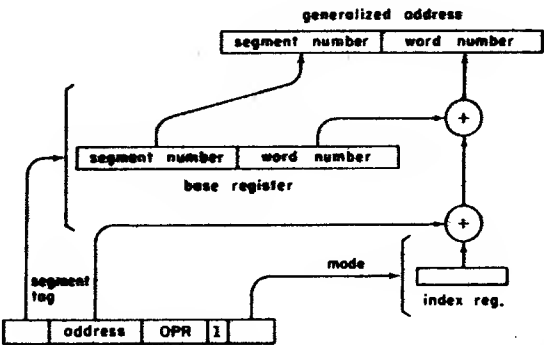 generalized address
segment number word number
+
segment number word number
base register
+
segment tag
mode
index reg.
address OPR 1